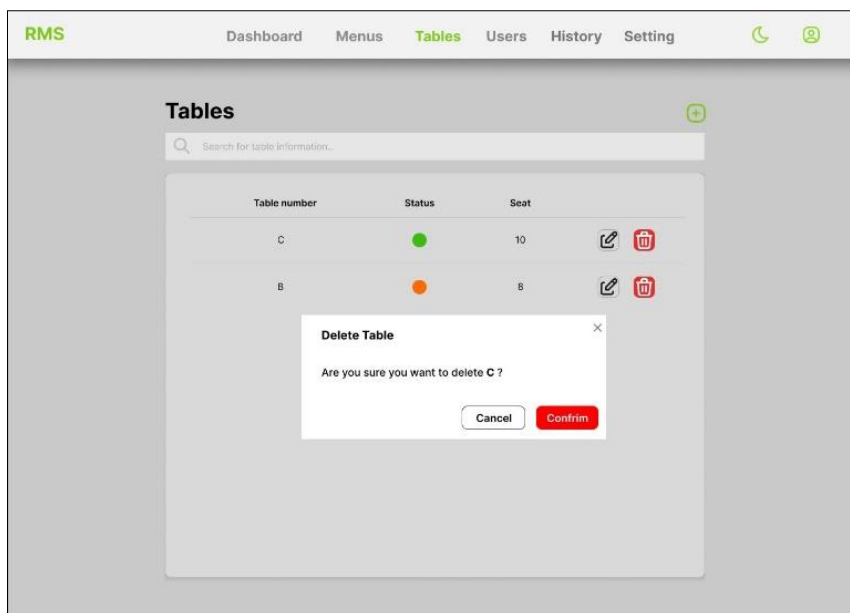 RMS Dashboard Menus Tables Users History Setting
Tables
Search for table information..
Table number Status Seat
C 10
B 8
Delete Table
Are you sure you want to delete C ?
Cancel Confrim